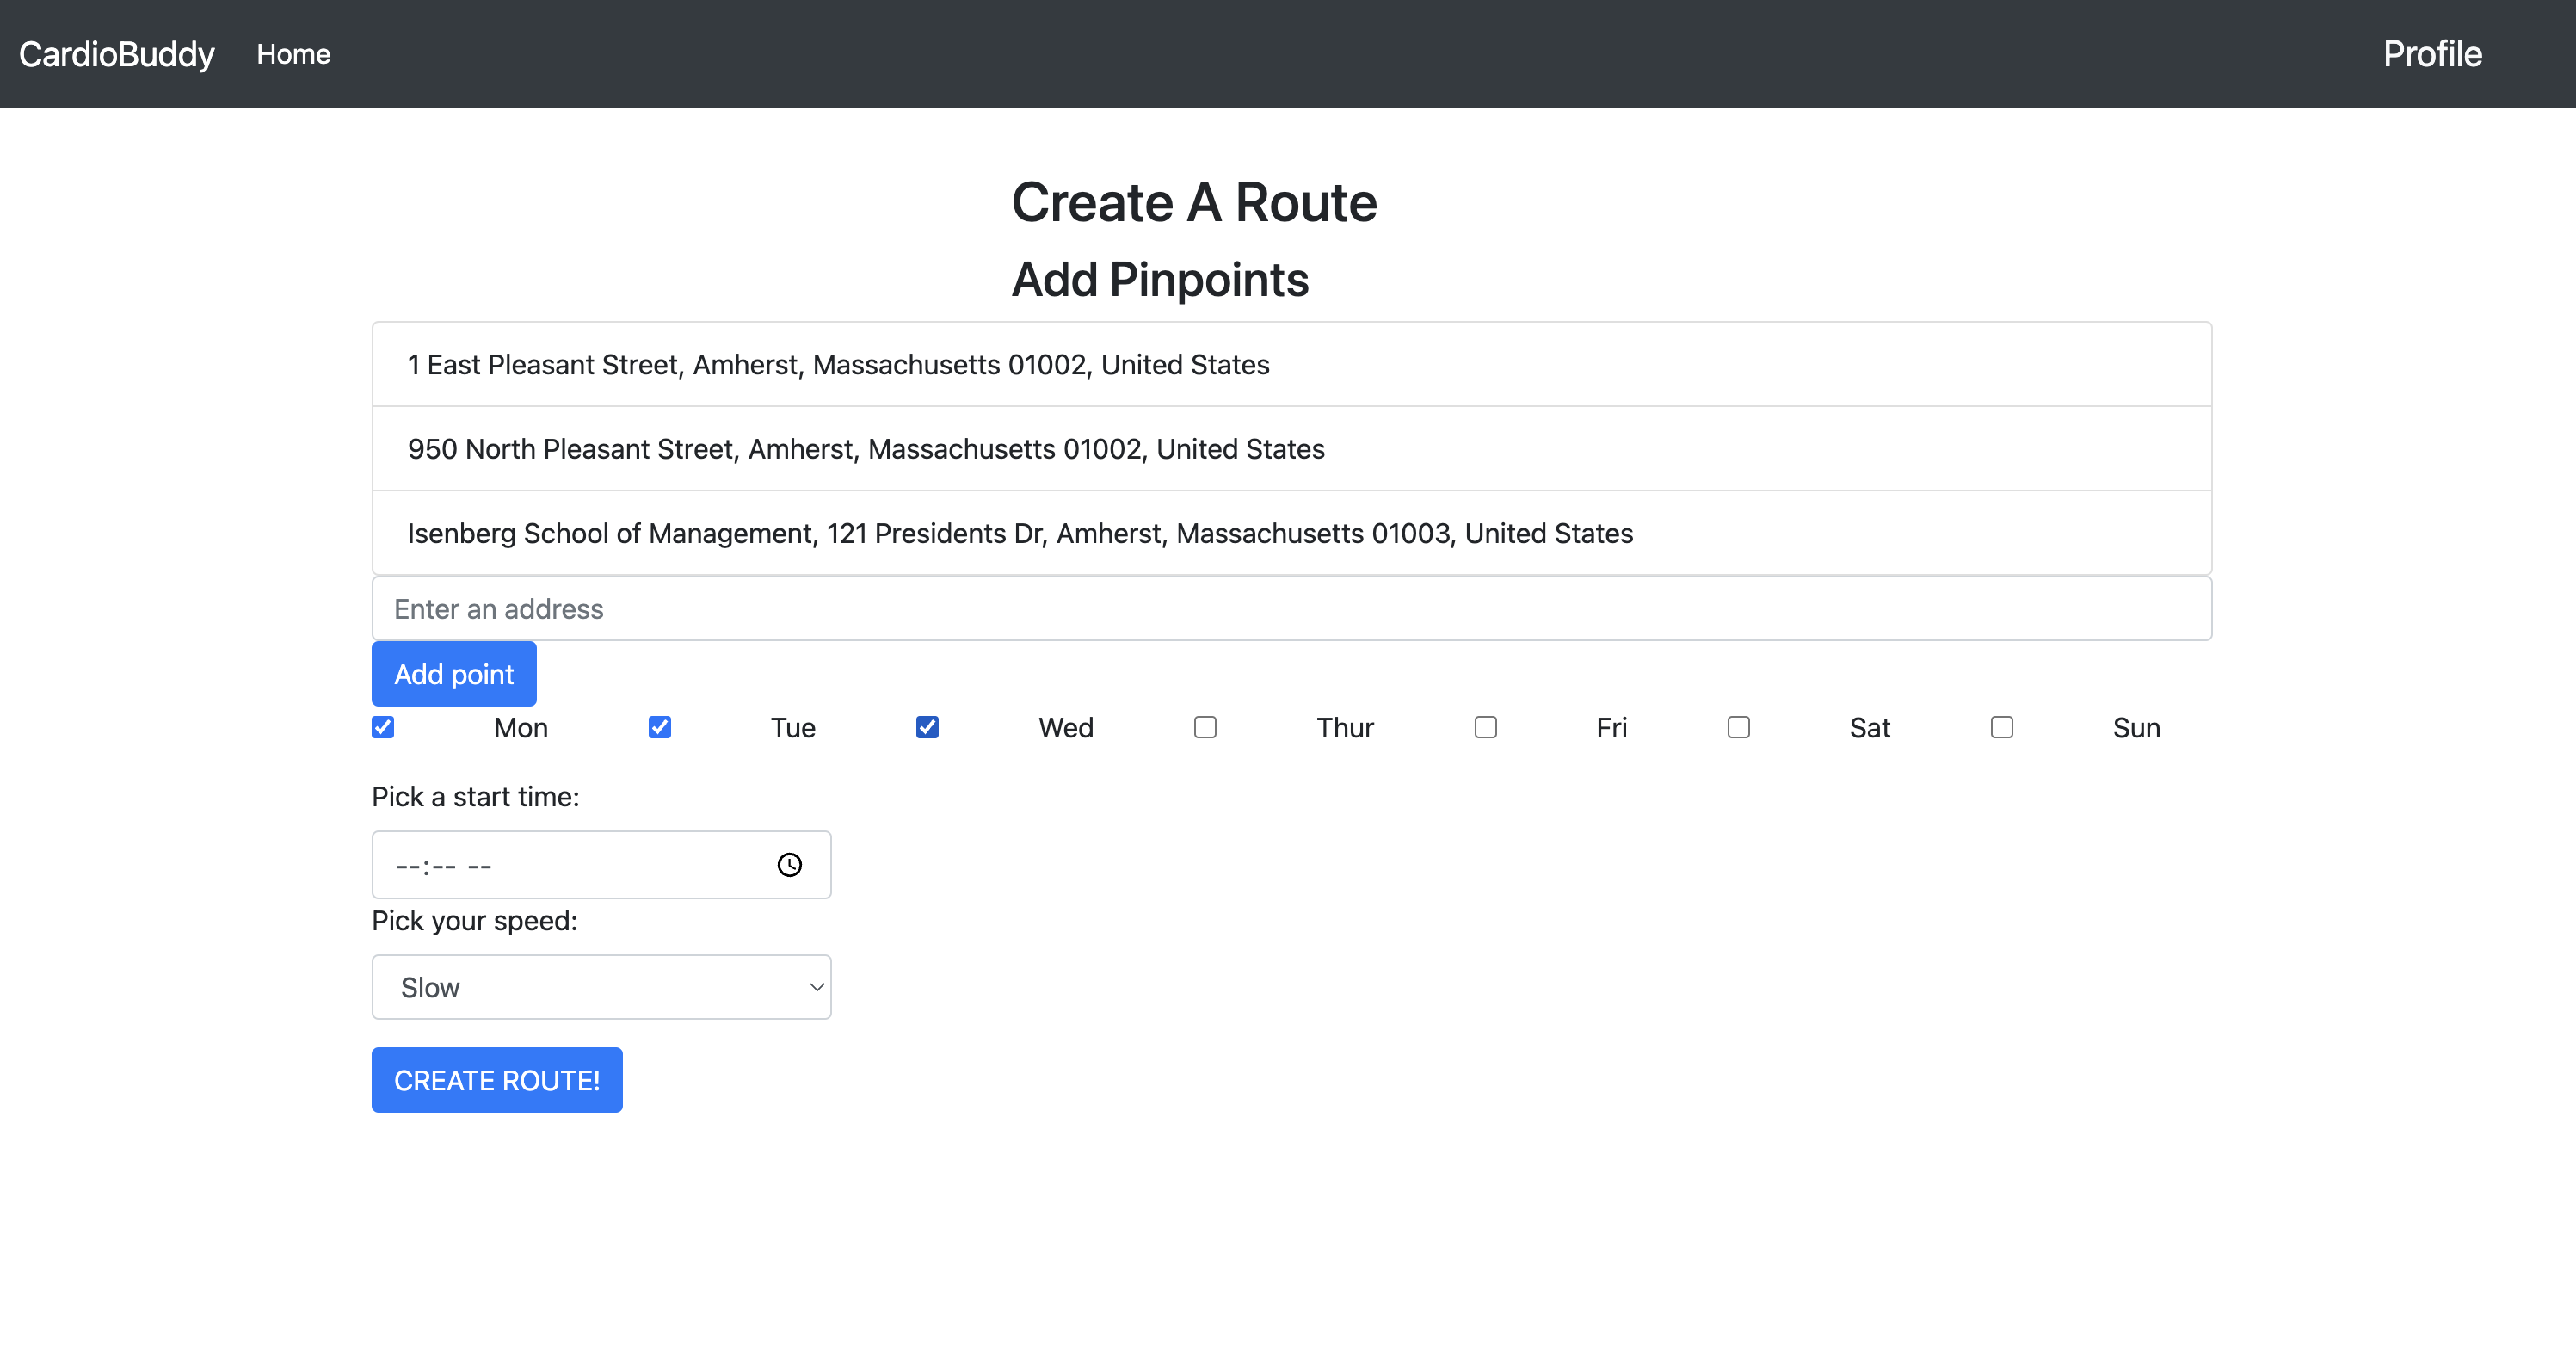 CardioBuddy Home Profile
Create A Route
Add Pinpoints
1 East Pleasant Street, Amherst, Massachusetts 01002, United States
950 North Pleasant Street, Amherst, Massachusetts 01002, United States
Isenberg School of Management, 121 Presidents Dr, Amherst, Massachusetts 01003, United States
Enter an address
Add point
Mon Tue Wed Thur Fri Sat Sun
Pick a start time:
--:-- --
Pick your speed:
Slow
CREATE ROUTE!